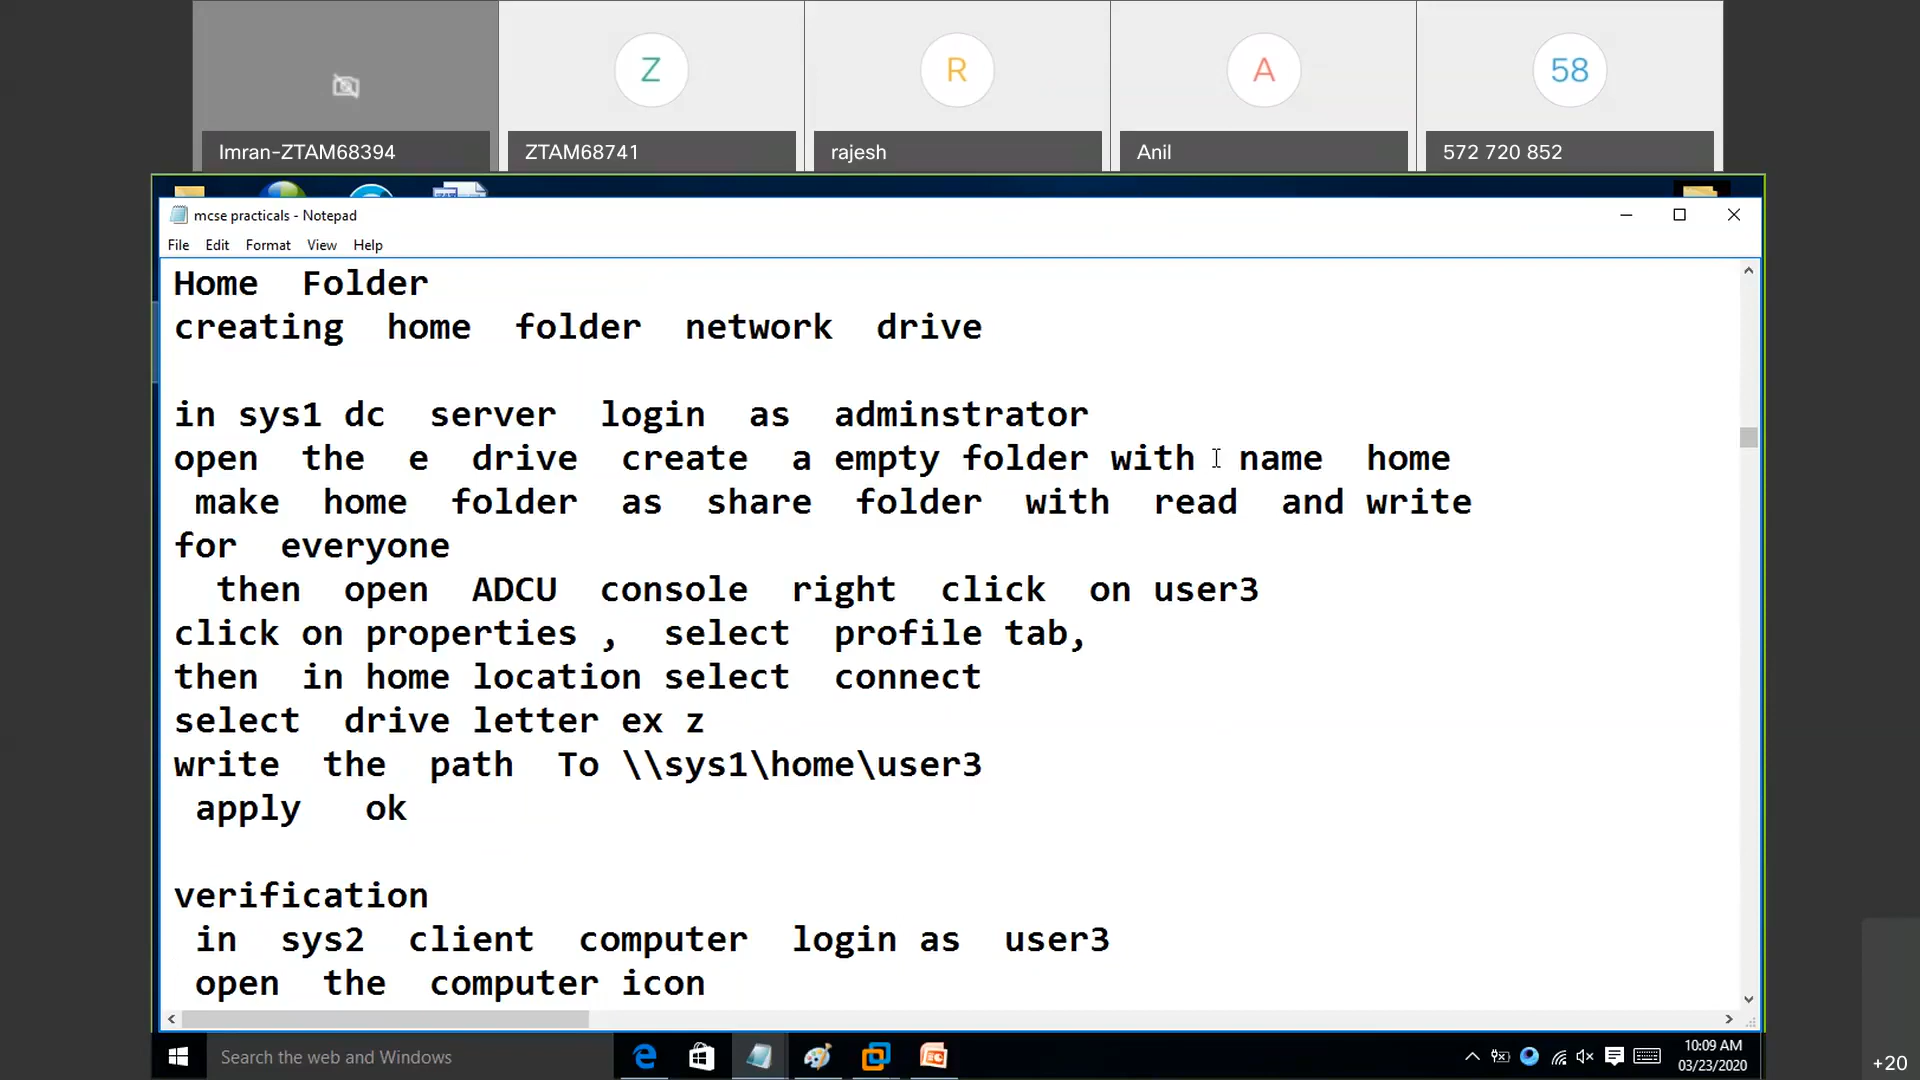 Z
R
A
58
Imran-ZTAM68394
ZTAM68741
rajesh
Anil
572 720 852
mcse practicals - Notepad
File Edit Format View Help
Home Folder
creating home folder network drive
in sys1 dc server login as adminstrator
open the e drive create a empty folder with name home
make home folder as share folder with read and write
for everyone
then open ADCU console right click on user3
click on properties , select profile tab,
then in home location select connect
select drive letter ex z
write the path To \\sys1\home\user3
apply ok
verification
in sys2 client computer login as user3
open the computer icon
Search the web and Windows
10:09 AM
03/23/2020
+20